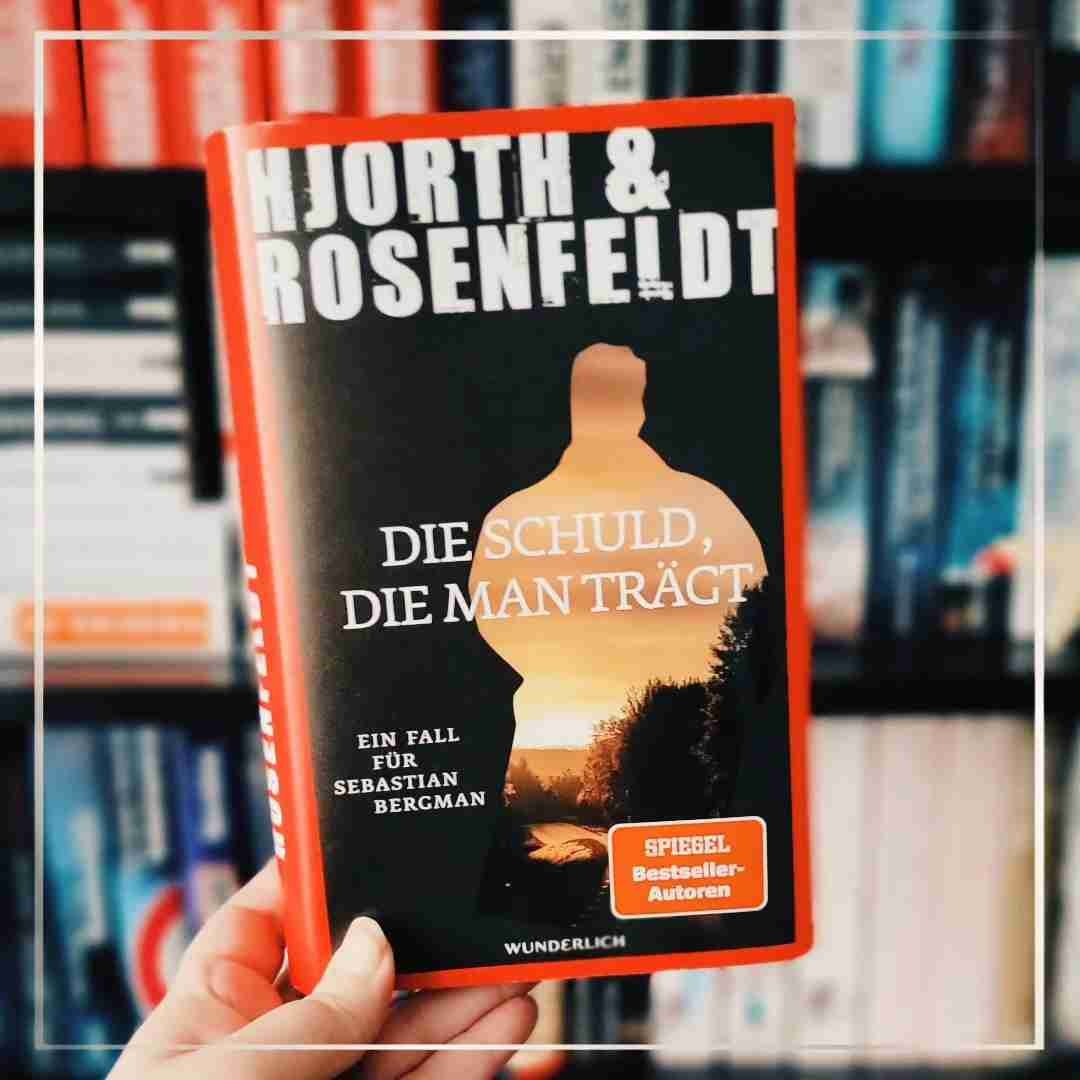 HJORTH &
ROSENFELDT
DIE SCHULD,
DIE MAN TRÄGT
EIN FALL
FÜR
SEBASTIAN
BERGMAN
SPIEGEL
Bestseller-
Autoren
WUNDERLICH
ROSENFELDT